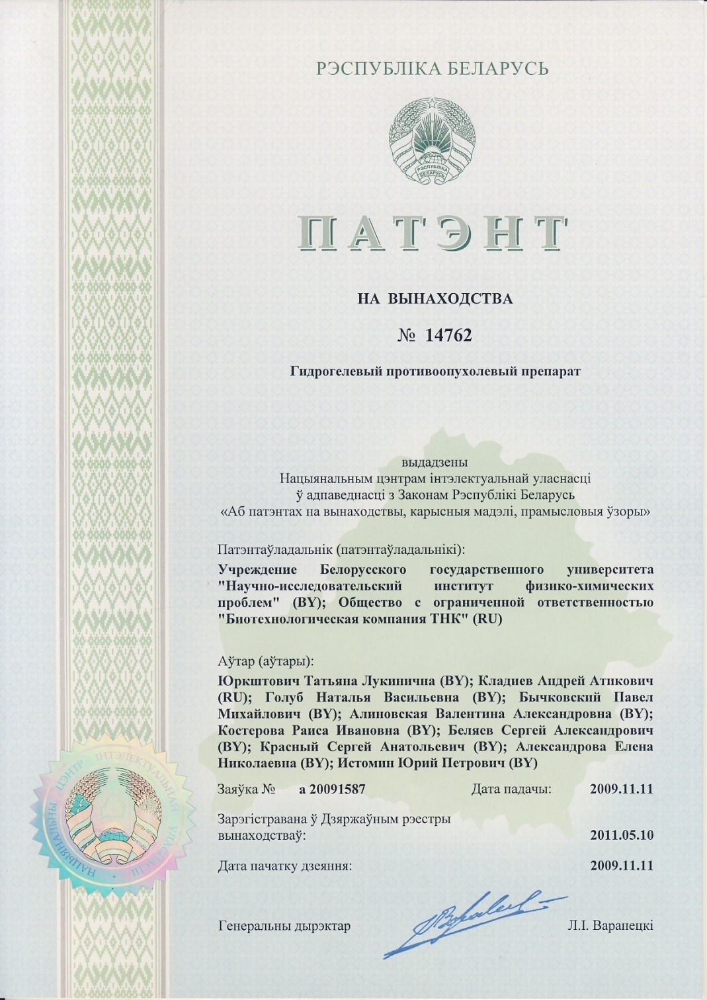 РЭСПУБЛІКА БЕЛАРУСЬ
РЭСПУБЛІКА
БЕЛАРУСЬ
ПАТЭНТ
НА ВЫНАХОДСТВА
№ 14762
Гидрогелевый противоопухолевый препарат
выдадзены
Нацыянальным цэнтрам інтэлектуальнай уласнасці
ў адпаведнасці з Законам Рэспублікі Беларусь
«Аб патэнтах на вынаходствы, карысныя мадэлі, прамысловыя ўзоры»
Патэнтаўладальнік (патэнтаўладальнікі):
Учреждение Белорусского государственного университета
"Научно-исследовательский институт физико-химических
проблем" (BY); Общество с ограниченной ответственностью
"Биотехнологическая компания ТНК" (RU)
Аўтар (аўтары):
Юркштович Татьяна Лукинична (BY); Кладиев Андрей Атикович
(RU); Голуб Наталья Васильевна (BY); Бычковский Павел
Михайлович (BY); Алиновская Валентина Александровна (BY);
Костерова Раиса Ивановна (BY); Беляев Сергей Александрович
(BY); Красный Сергей Анатольевич (BY); Александрова Елена
Николаевна (BY); Истомин Юрий Петрович (BY)
Заяўка № а 20091587 Дата падачы: 2009.11.11
Зарэгістравана ў Дзяржаўным рэестры
вынаходстваў: 2011.05.10
Дата пачатку дзеяння: 2009.11.11
НАЦЫЯНАЛЬНЫ ЦЭНТР ІНТЭЛЕКТУАЛЬНАЙ УЛАСНАСЦІ
Генеральны дырэктар Л.І. Варанецкі